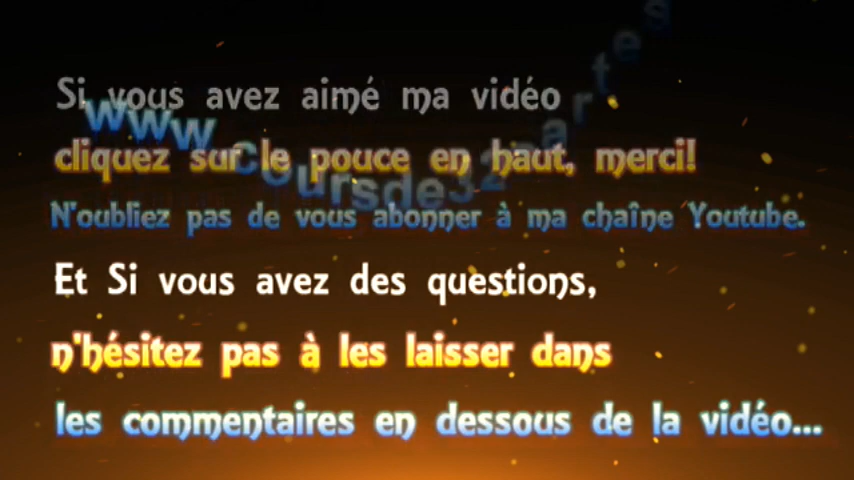 Si vous avez aimé ma vidéo
www.coursde32cartes
cliquez sur le pouce en haut, merci!
N'oubliez pas de vous abonner à ma chaîne Youtube.
Et Si vous avez des questions,
n'hésitez pas à les laisser dans
les commentaires en dessous de la vidéo...